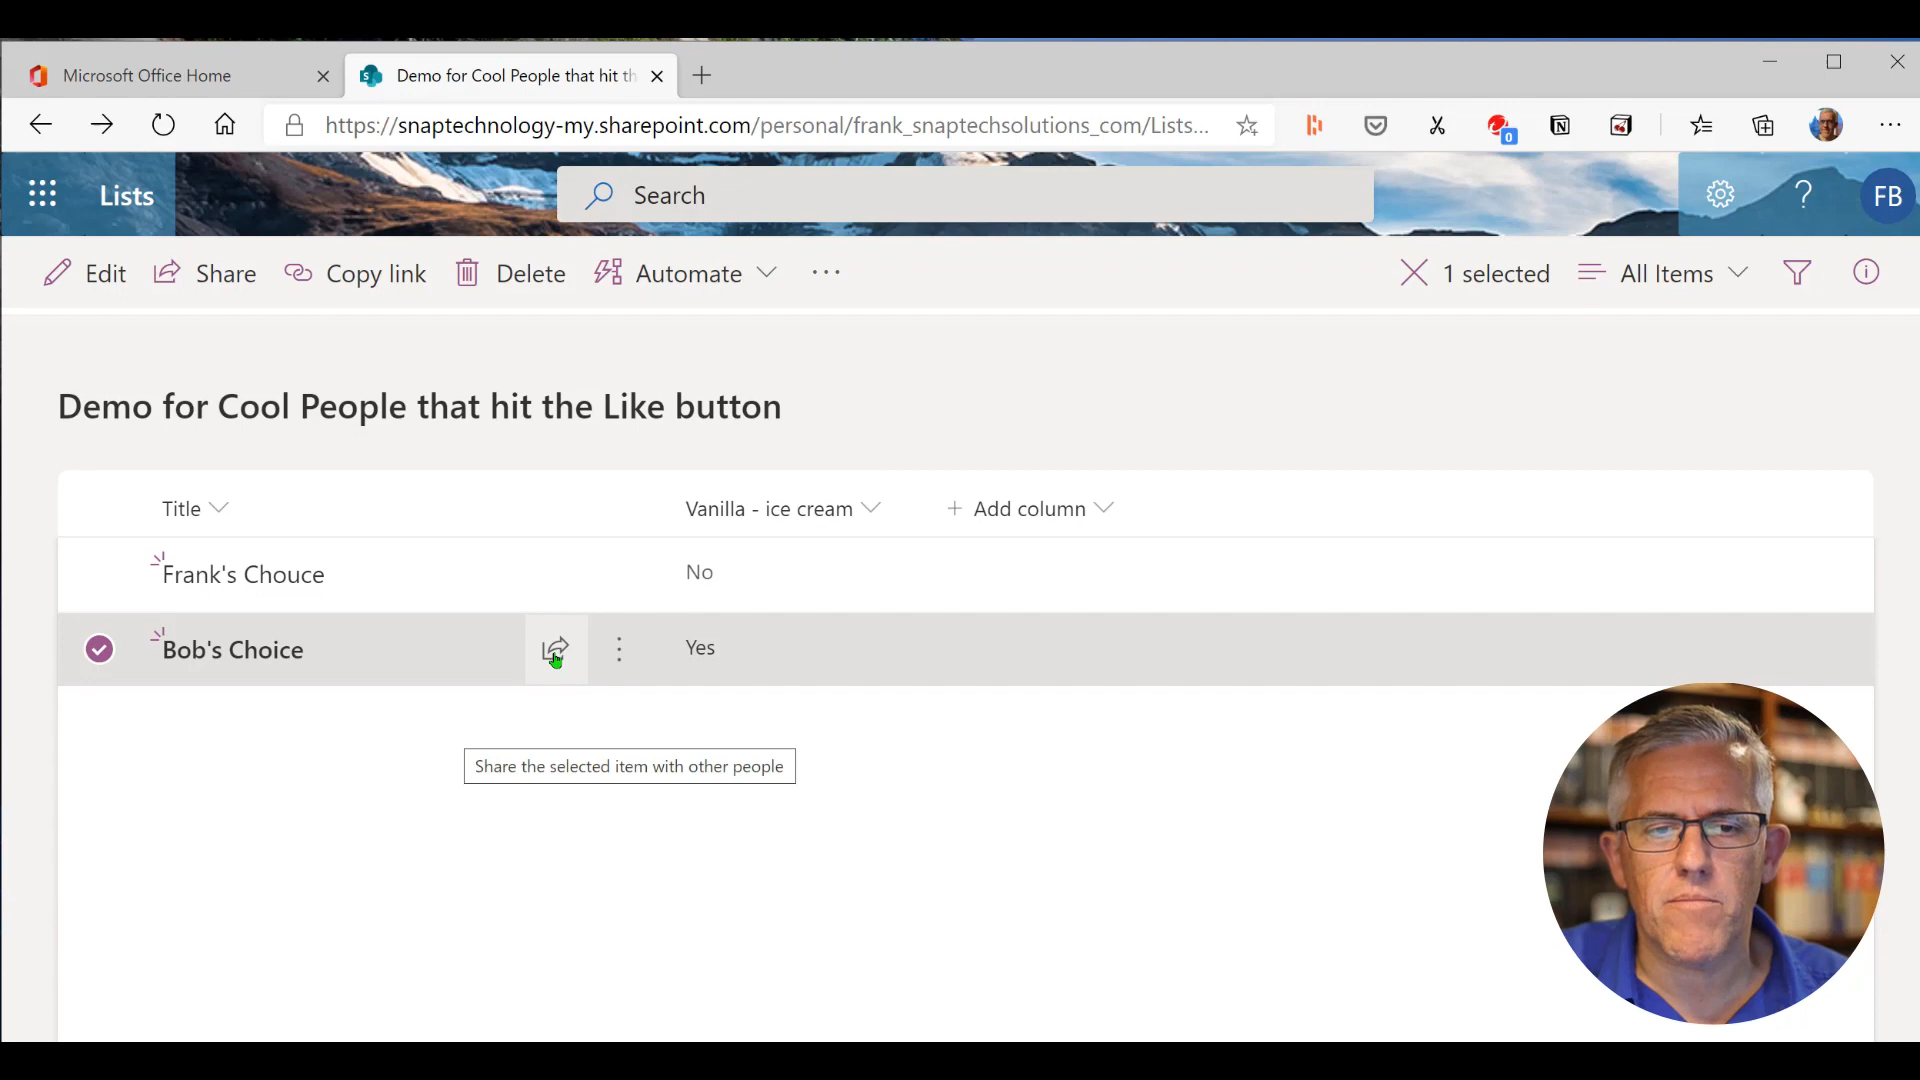 Microsoft Office Home
Demo for Cool People that hit th
https://snaptechnology-my.sharepoint.com/personal/frank_snaptechsolutions_com/Lists...
0
Lists
Search
?
FB
Edit
Share
Copy link
Delete
Automate
1 selected
All Items
Demo for Cool People that hit the Like button
Title
Vanilla - ice cream
+ Add column
Frank's Chouce
No
Bob's Choice
Yes
Share the selected item with other people